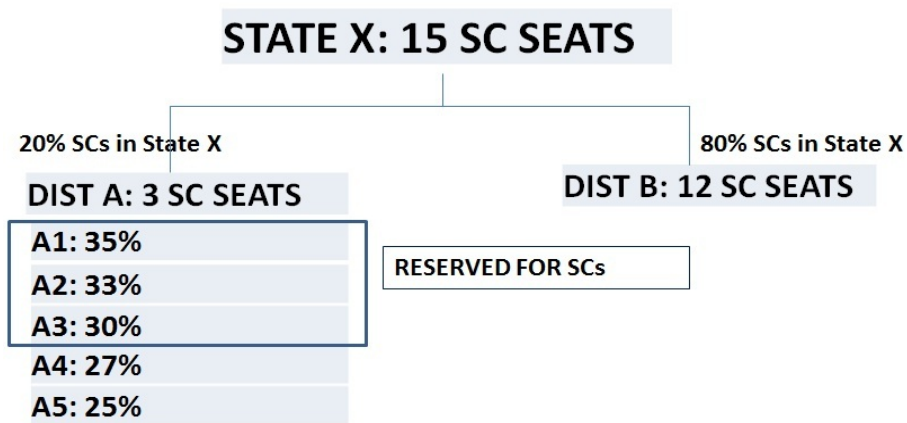 STATE X: 15 SC SEATS
20% SCs in State X
80% SCs in State X
DIST A: 3 SC SEATS
DIST B: 12 SC SEATS
A1: 35%
A2: 33%
A3: 30%
A4: 27%
A5: 25%
RESERVED FOR SCs